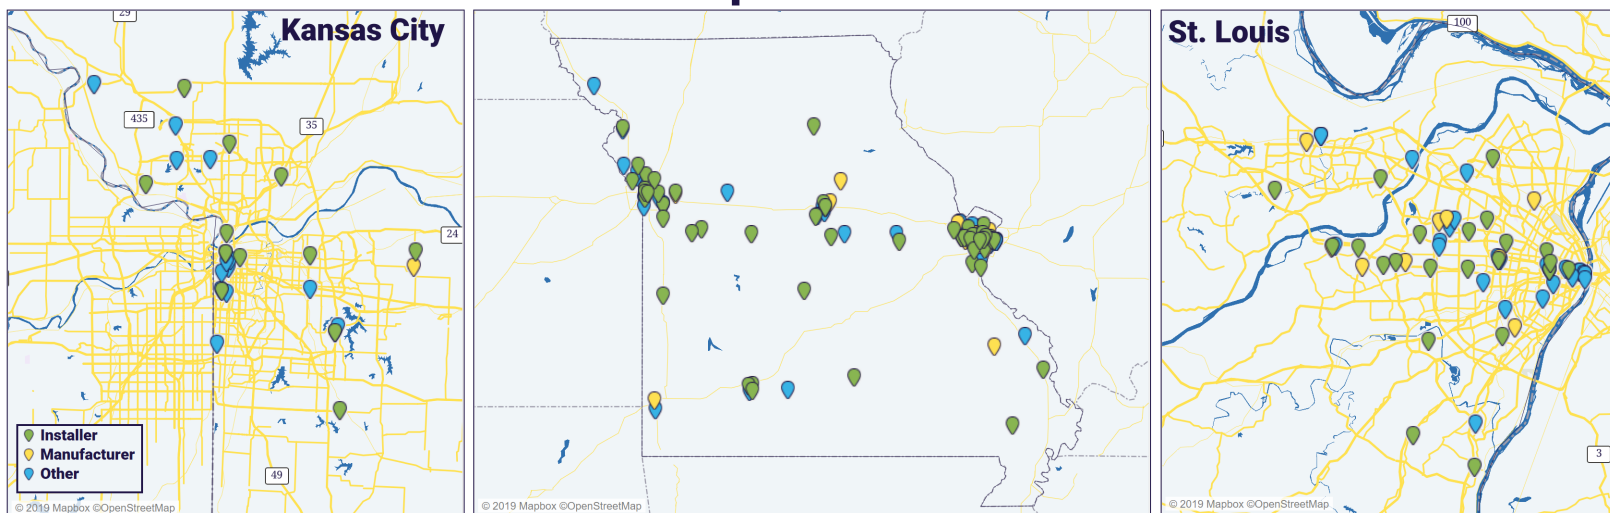 Kansas City
29
435
35
24
49
Installer
Manufacturer
Other
© 2019 Mapbox ©OpenStreetMap
© 2019 Mapbox ©OpenStreetMap
St. Louis
100
3
© 2019 Mapbox ©OpenStreetMap